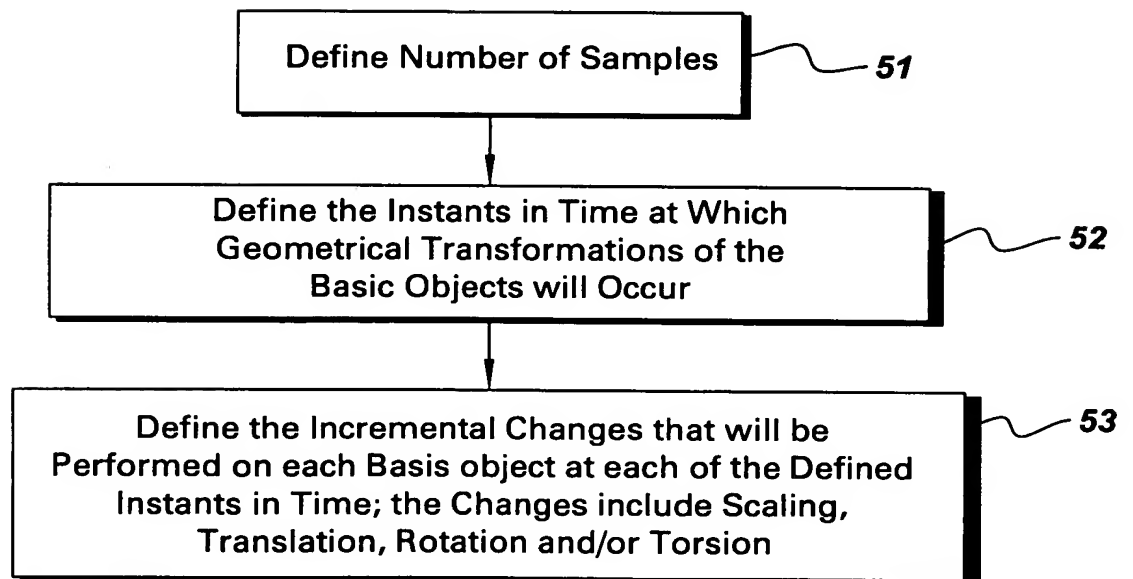 Define Number of Samples
51
Define the Instants in Time at Which
Geometrical Transformations of the
Basic Objects will Occur
52
Define the Incremental Changes that will be
Performed on each Basis object at each of the Defined
Instants in Time; the Changes include Scaling,
Translation, Rotation and/or Torsion
53